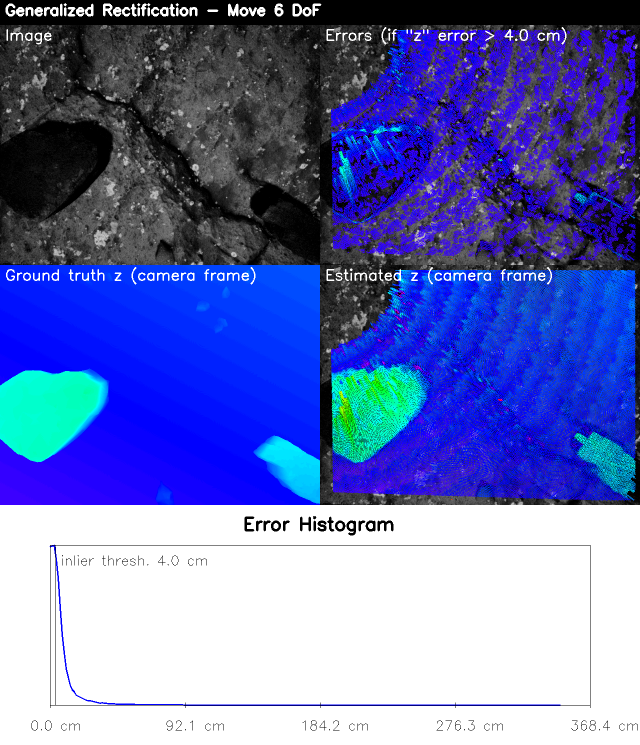 Generalized Rectification - Move 6 DoF
Image
Errors (if "z" error > 4.0 cm)
Ground truth z (camera frame)
Estimated z (camera frame)
Error Histogram
inlier thresh. 4.0 cm
0.0 cm
92.1 cm
184.2 cm
276.3 cm
368.4 cm